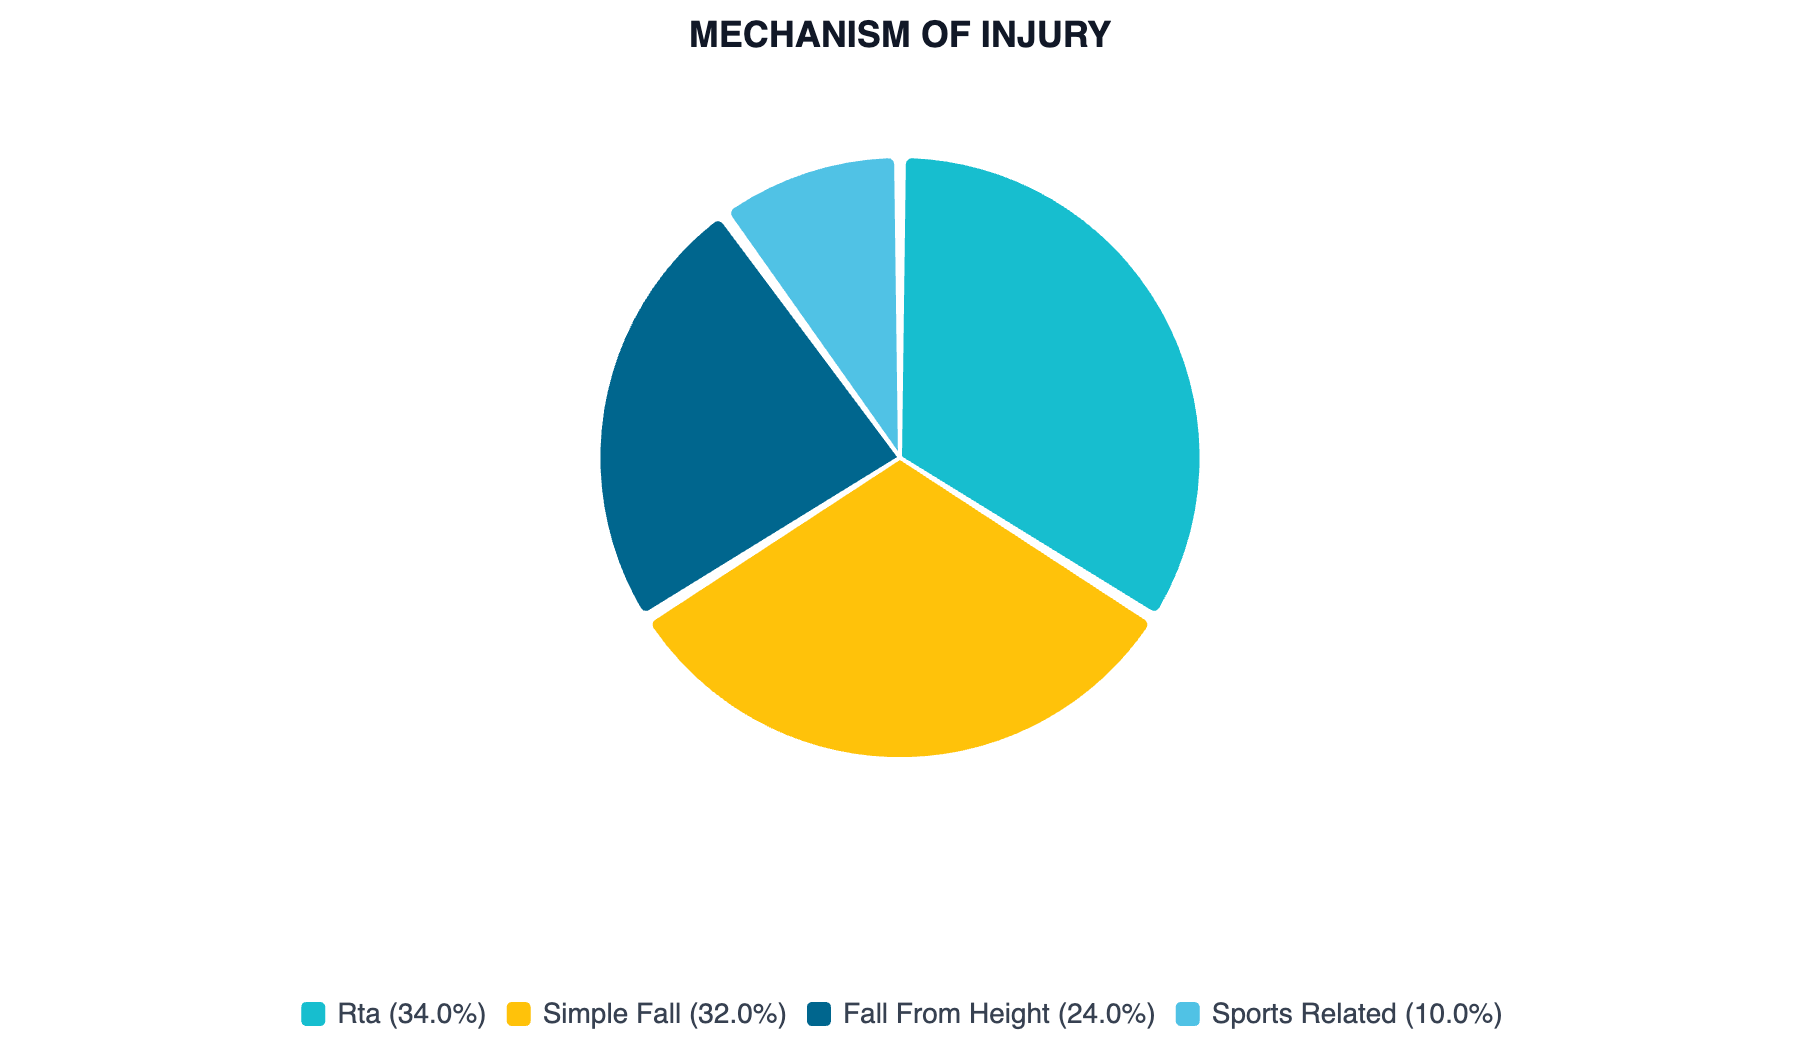 MECHANISM OF INJURY
Rta (34.0%) Simple Fall (32.0%) Fall From Height (24.0%) Sports Related (10.0%)